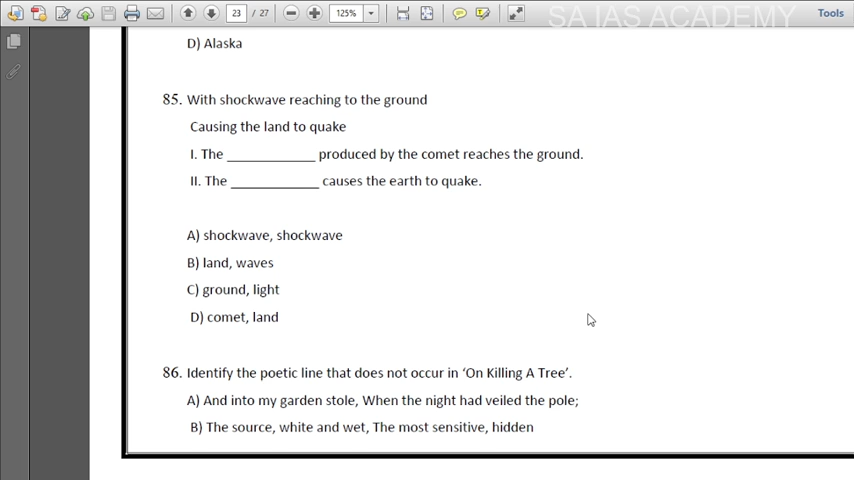 23 / 27
125%
Tools
SA IAS ACADEMY
D) Alaska
85. With shockwave reaching to the ground
Causing the land to quake
I. The _____________ produced by the comet reaches the ground.
II. The _____________ causes the earth to quake.
A) shockwave, shockwave
B) land, waves
C) ground, light
D) comet, land
86. Identify the poetic line that does not occur in ‘On Killing A Tree’.
A) And into my garden stole, When the night had veiled the pole;
B) The source, white and wet, The most sensitive, hidden